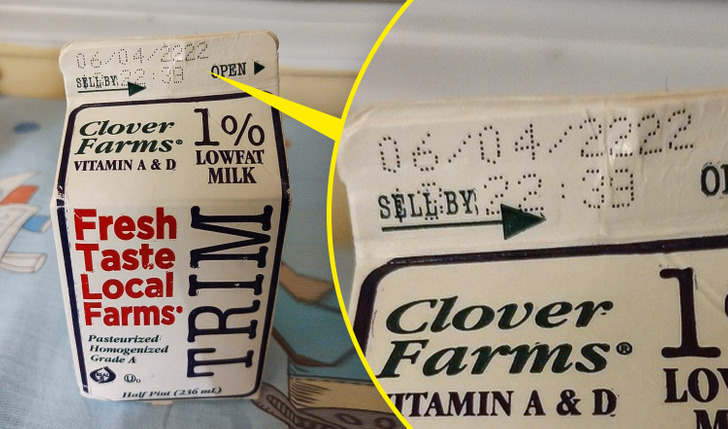 06/04/2222
SELL BY 22:39
OPEN
Clover
Farms®
VITAMIN A & D
1%
LOWFAT
MILK
Fresh
Taste
Local
Farms
TRIM
Pasteurized
Homogenized
Grade A
Half Pint (236 mL)
06/04/2222
SELL BY 22:39
Clover
Farms®
VITAMIN A & D